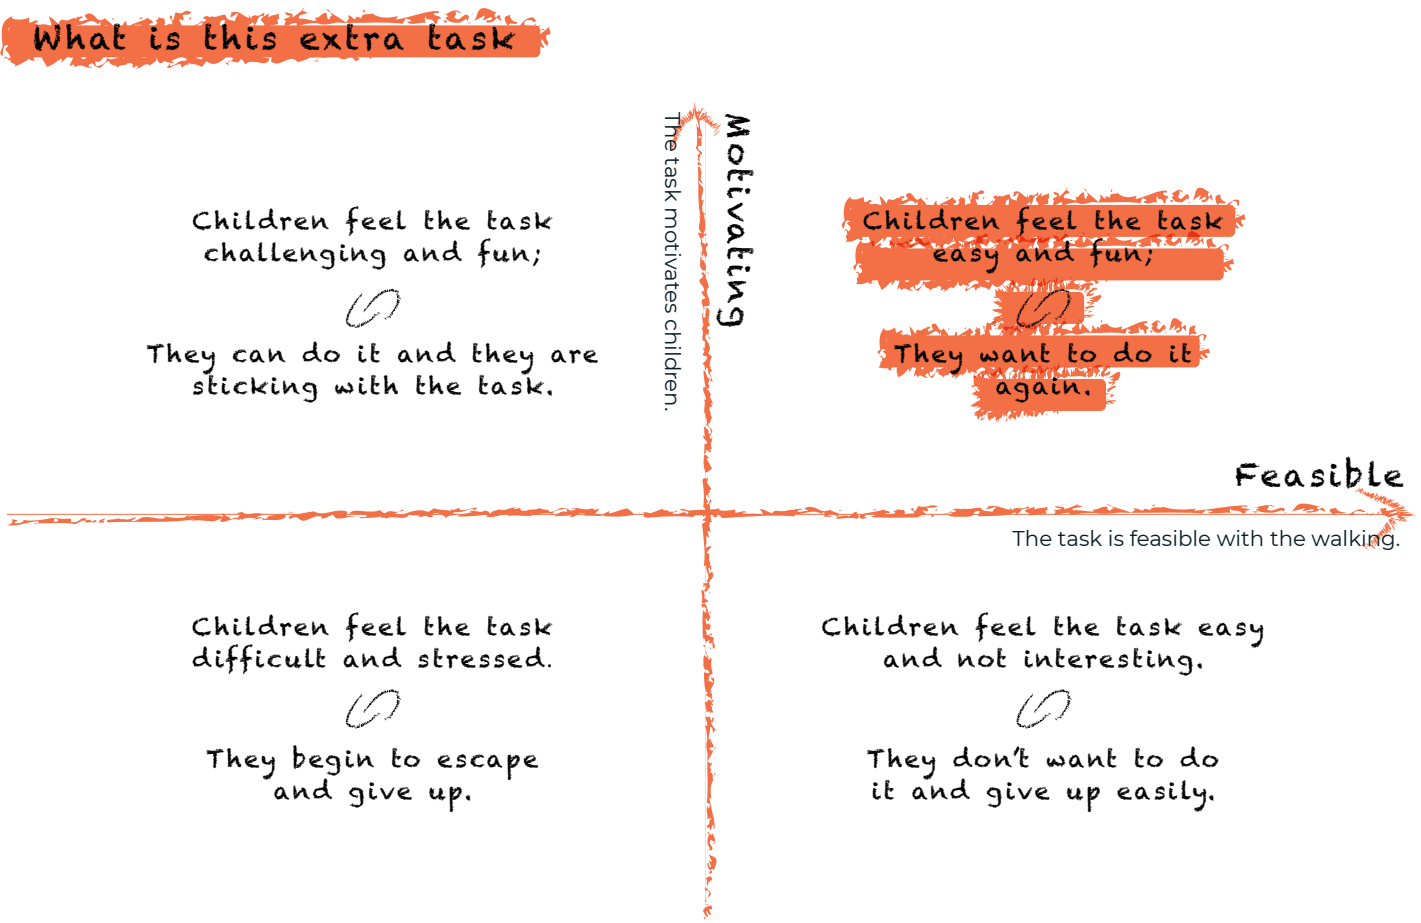 What is this extra task
Motivating
The task motivates children.
Children feel the task
challenging and fun;
They can do it and they are
sticking with the task.
Children feel the task
easy and fun;
They want to do it
again.
Feasible
The task is feasible with the walking.
Children feel the task
difficult and stressed.
They begin to escape
and give up.
Children feel the task easy
and not interesting.
They don't want to do
it and give up easily.